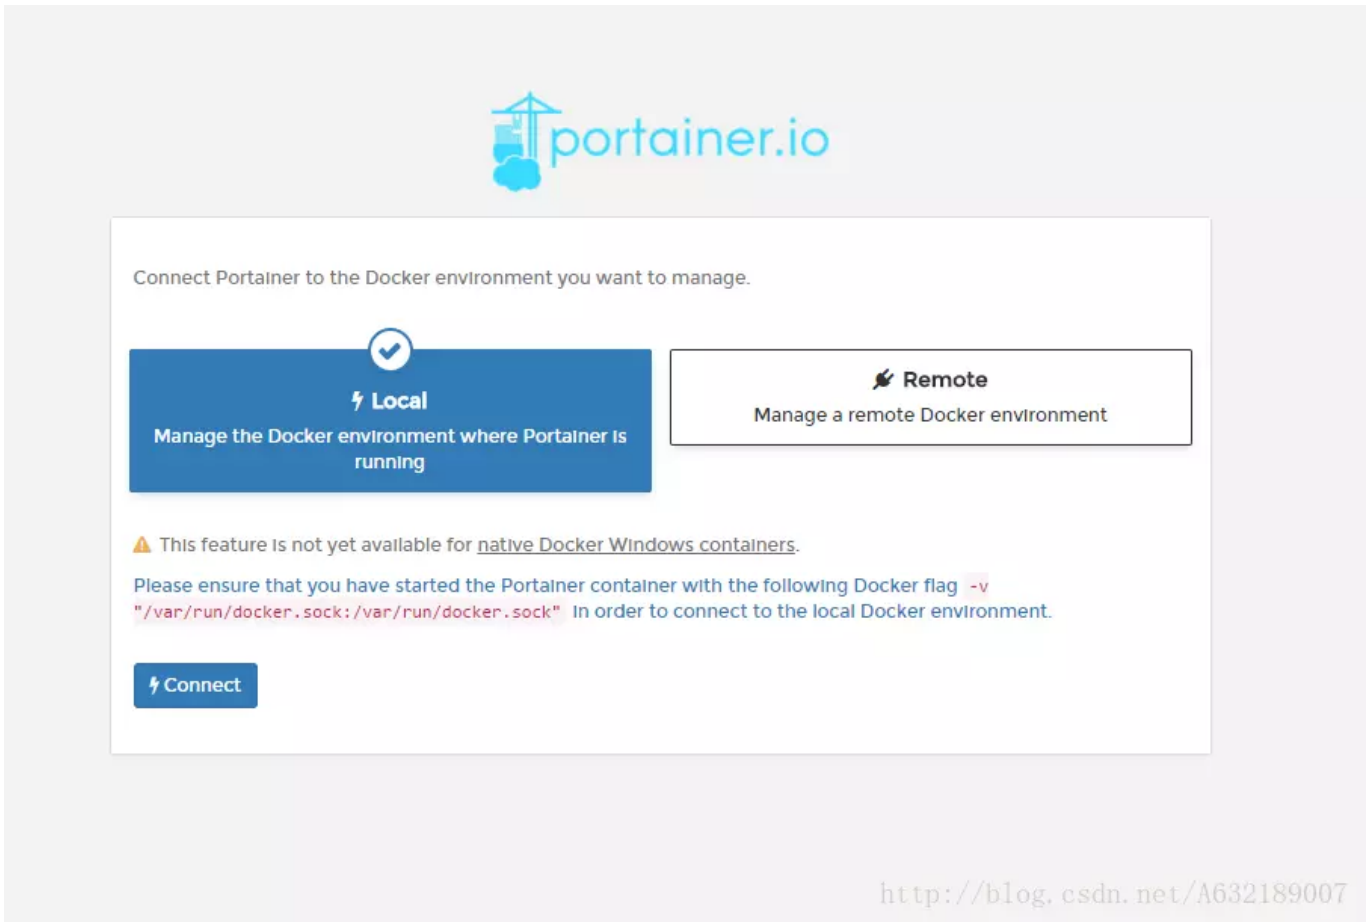 portainer.io
Connect Portainer to the Docker environment you want to manage.
Local
Manage the Docker environment where Portainer is
running
Remote
Manage a remote Docker environment
This feature is not yet available for native Docker Windows containers.
Please ensure that you have started the Portainer container with the following Docker flag -v
"/var/run/docker.sock:/var/run/docker.sock" in order to connect to the local Docker environment.
Connect
http://blog.csdn.net/A632189007